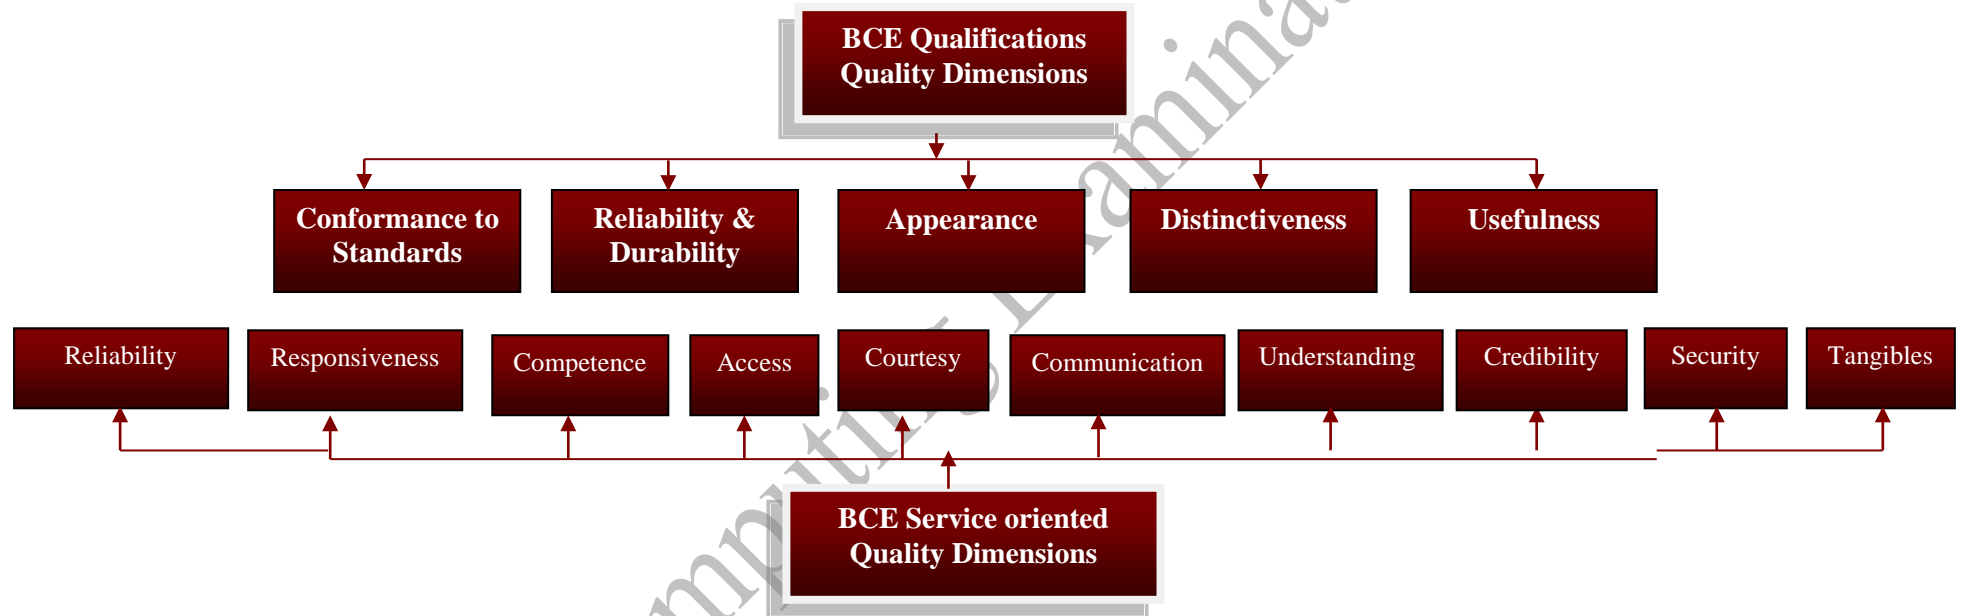 BCE Qualifications
Quality Dimensions
Conformance to
Standards
Reliability &
Durability
Appearance
Distinctiveness
Usefulness
Reliability
Responsiveness
Competence
Access
Courtesy
Communication
Understanding
Credibility
Security
Tangibles
BCE Service oriented
Quality Dimensions